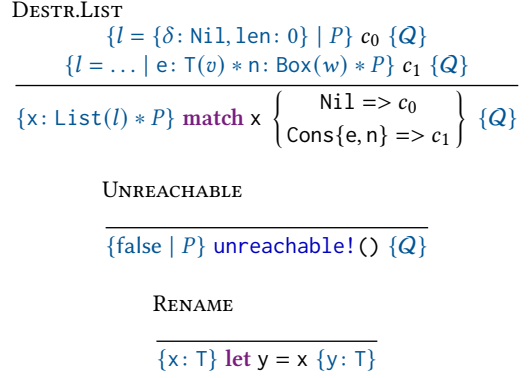 DESTR.LIST
{l = {δ: Nil, len: 0} | P} c₀ {Q}
{l = … | e: T(v) * n: Box(w) * P} c₁ {Q}
{x: List(l) * P} match x { Nil => c₀ } {Q}
Cons{e, n} => c₁
UNREACHABLE
{false | P} unreachable!() {Q}
RENAME
{x: T} let y = x {y: T}